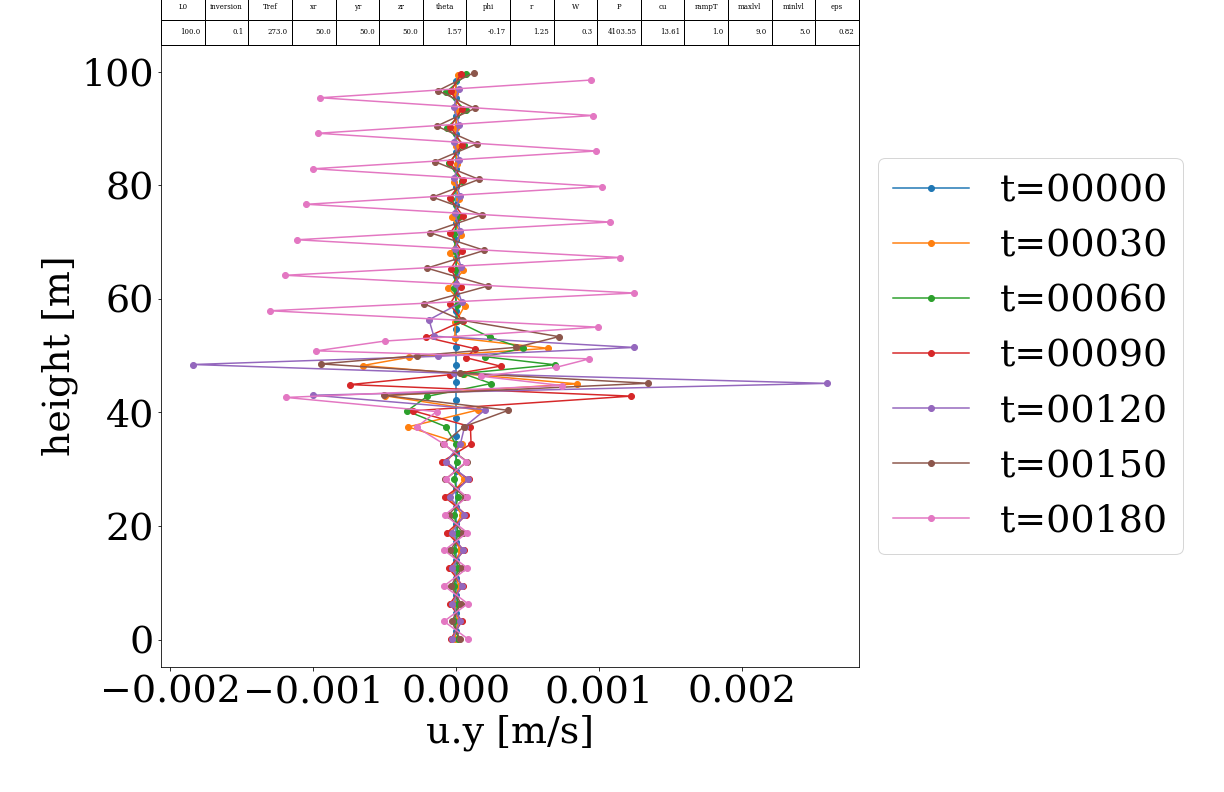 L0 inversion Tref xr yr zr theta phi r W P cu rampT maxlvl minlvl eps
100.0 0.1 273.0 50.0 50.0 50.0 1.57 -0.17 1.25 0.3 4103.55 13.61 1.0 9.0 5.0 0.82
100
80
60
40
20
0
height [m]
−0.002 −0.001 0.000 0.001 0.002
u.y [m/s]
t=00000
t=00030
t=00060
t=00090
t=00120
t=00150
t=00180